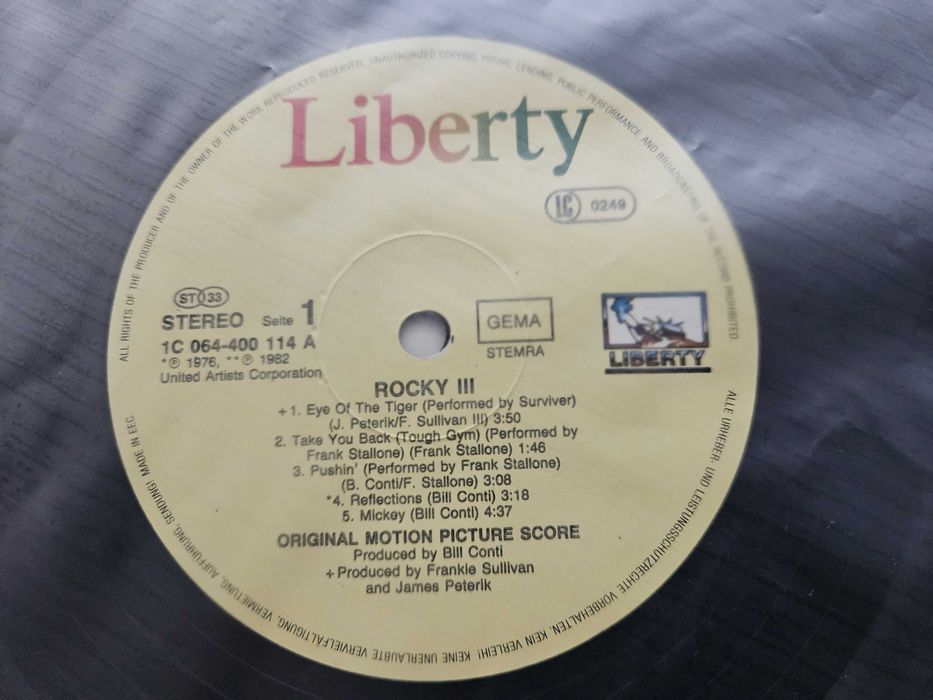 ALL RIGHTS OF THE PRODUCER AND OF THE OWNER OF THE WORK REPRODUCED RESERVED. UNAUTHORIZED COPYING, HIRING, LENDING, PUBLIC PERFORMANCE AND BROADCASTING OF THE RECORD PROHIBITED.
Liberty
LC 0249
ST 33
STEREO Seite 1
1C 064-400 114 A
* ℗ 1976, ** ℗ 1982
United Artists Corporation
GEMA
STEMRA
LIBERTY
ROCKY III
+1. Eye Of The Tiger (Performed by Surviver)
(J. Peterik/F. Sullivan III) 3:50
2. Take You Back (Tough Gym) (Performed by
Frank Stallone) (Frank Stallone) 1:46
3. Pushin' (Performed by Frank Stallone)
(B. Conti/F. Stallone) 3:08
*4. Reflections (Bill Conti) 3:18
5. Mickey (Bill Conti) 4:37
ORIGINAL MOTION PICTURE SCORE
Produced by Bill Conti
+Produced by Frankie Sullivan
and James Peterik
ALLE URHEBER- UND LEISTUNGSSCHUTZRECHTE VORBEHALTEN. KEIN VERLEIH! KEINE UNERLAUBTE VERVIELFÄLTIGUNG, VERMIETUNG, AUFFÜHRUNG, SENDUNG! MADE IN EEC.